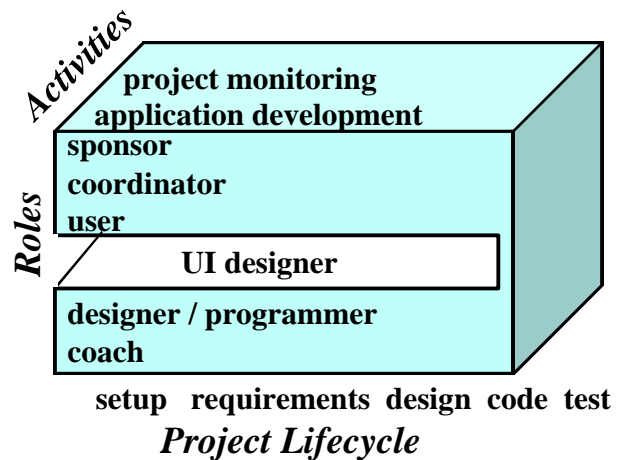 Activities
project monitoring
application development
Roles
sponsor
coordinator
user
UI designer
designer / programmer
coach
setup requirements design code test
Project Lifecycle